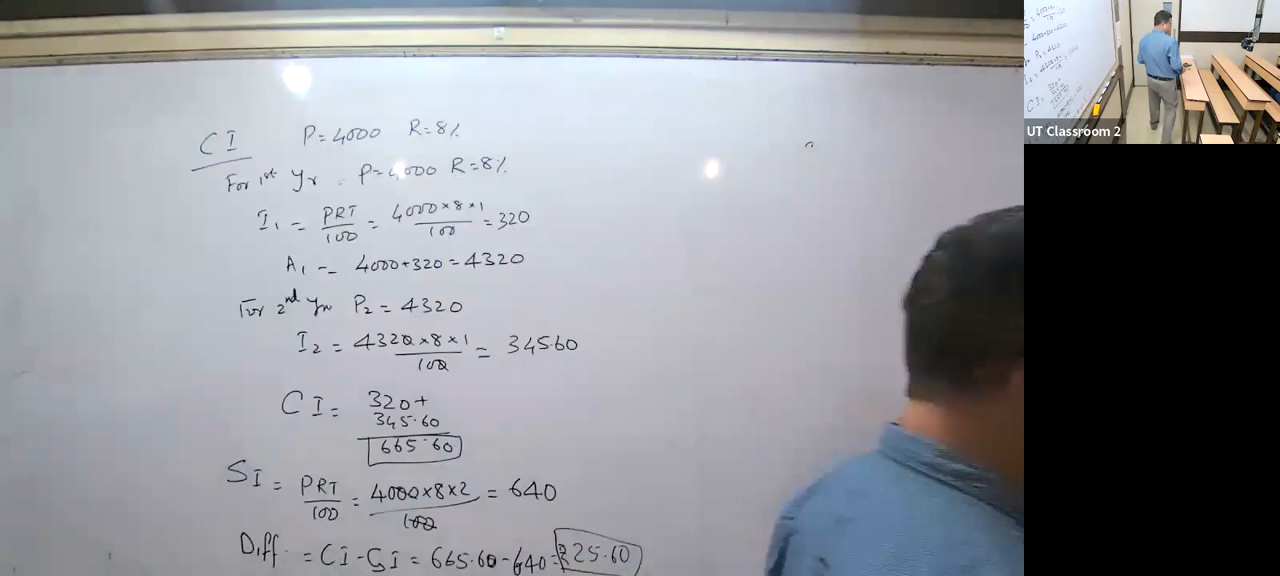 CI P=4000 R=8%
For 1st Yr. P=4000 R=8%
I₁ = PRT/100 = 4000×8×1/100 = 320
A₁ = 4000+320=4320
For 2nd Yr P₂ = 4320
I₂ = 4320×8×1/100 = 345.60
CI = 320+
345.60
665.60
SI = PRT/100 = 4000×8×2/100 = 640
Diff. = CI-SI = 665.60-640= 25.60
UT Classroom 2